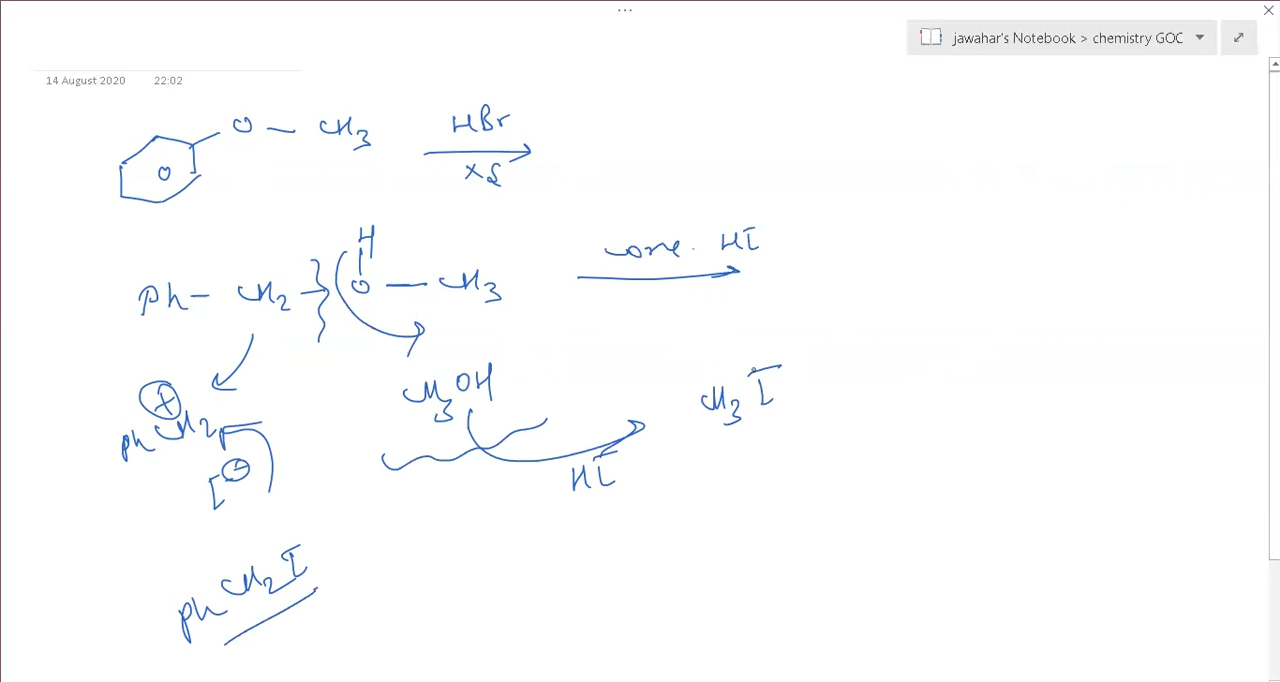 ...
jawahar's Notebook > chemistry GOC
14 August 2020 22:02
O — CH3 HBr
xs
H
Ph – CH2 – O — CH3 conc. HI
⊕
PhCH2 CH3OH CH3I
I⊖ HI
PhCH2I